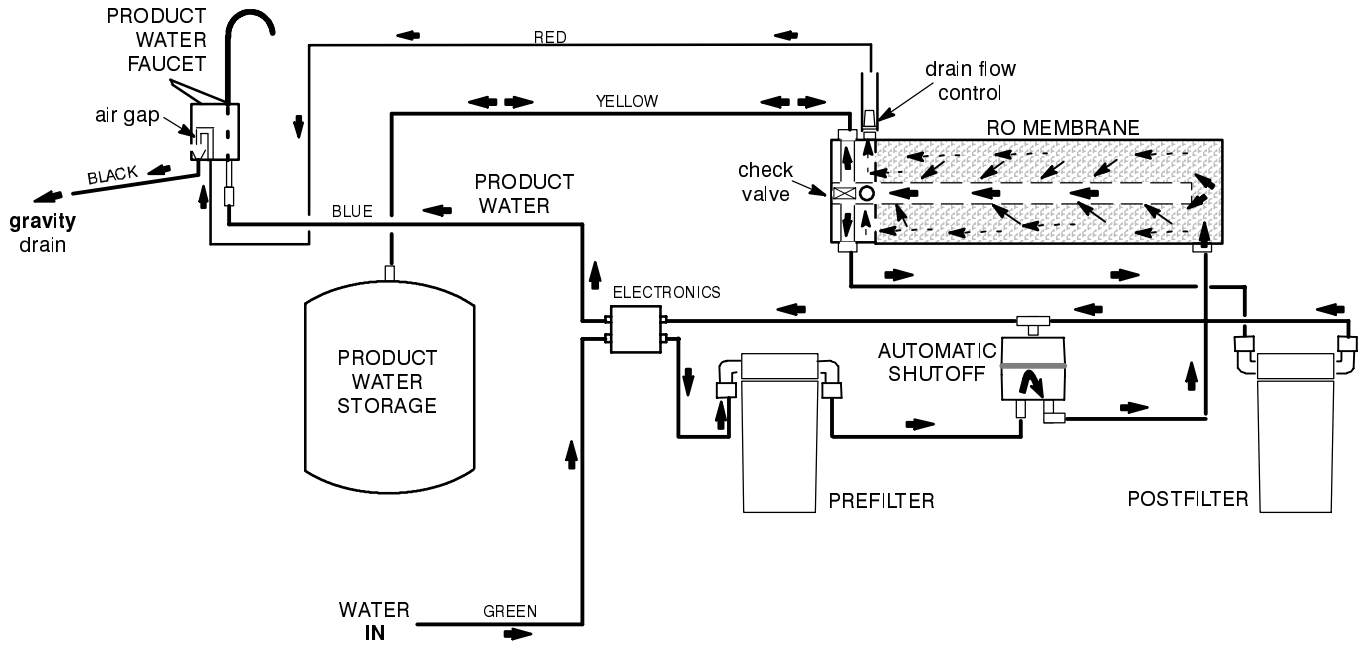 PRODUCT
WATER
FAUCET
RED
drain flow
control
YELLOW
air gap
RO MEMBRANE
BLACK
check
valve
PRODUCT
WATER
BLUE
gravity
drain
ELECTRONICS
PRODUCT
WATER
STORAGE
AUTOMATIC
SHUTOFF
PREFILTER
POSTFILTER
WATER
IN
GREEN